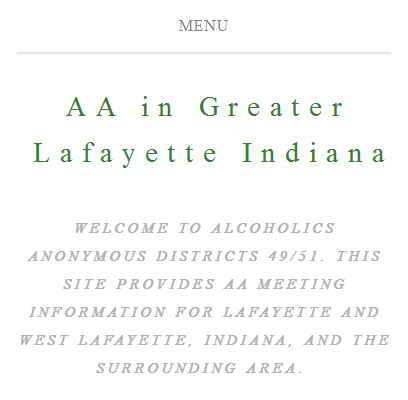 MENU
AA in Greater
Lafayette Indiana
WELCOME TO ALCOHOLICS
ANONYMOUS DISTRICTS 49/51. THIS
SITE PROVIDES AA MEETING
INFORMATION FOR LAFAYETTE AND
WEST LAFAYETTE, INDIANA, AND THE
SURROUNDING AREA.